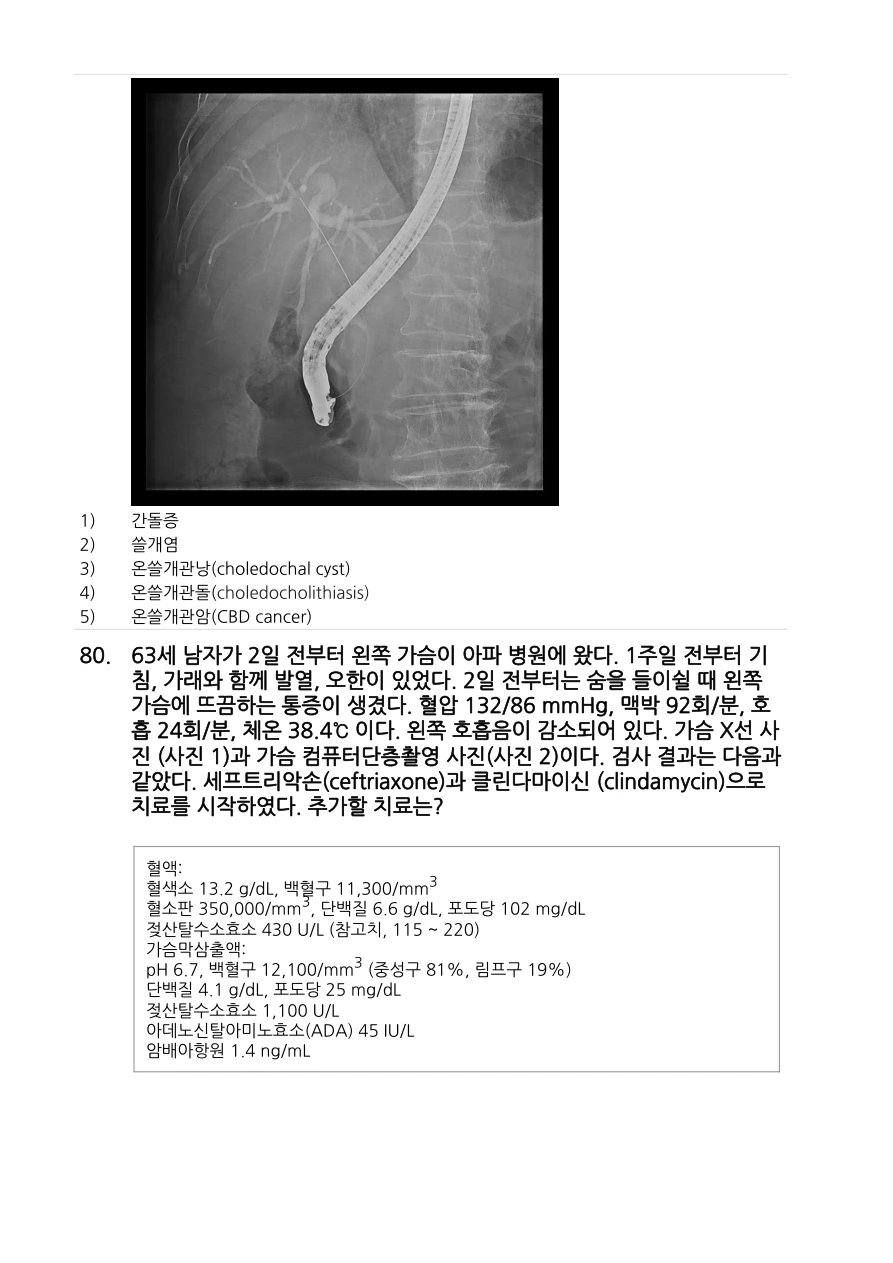 1) 간돌증
2) 쓸개염
3) 온쓸개관낭(choledochal cyst)
4) 온쓸개관돌(choledocholithiasis)
5) 온쓸개관암(CBD cancer)
80. 63세 남자가 2일 전부터 왼쪽 가슴이 아파 병원에 왔다. 1주일 전부터 기
침, 가래와 함께 발열, 오한이 있었다. 2일 전부터는 숨을 들이쉴 때 왼쪽
가슴에 뜨끔하는 통증이 생겼다. 혈압 132/86 mmHg, 맥박 92회/분, 호
흡 24회/분, 체온 38.4℃ 이다. 왼쪽 호흡음이 감소되어 있다. 가슴 X선 사
진 (사진 1)과 가슴 컴퓨터단층촬영 사진(사진 2)이다. 검사 결과는 다음과
같았다. 세프트리악손(ceftriaxone)과 클린다마이신 (clindamycin)으로
치료를 시작하였다. 추가할 치료는?
혈액:
혈색소 13.2 g/dL, 백혈구 11,300/mm³
혈소판 350,000/mm³, 단백질 6.6 g/dL, 포도당 102 mg/dL
젖산탈수소효소 430 U/L (참고치, 115 ~ 220)
가슴막삼출액:
pH 6.7, 백혈구 12,100/mm³ (중성구 81%, 림프구 19%)
단백질 4.1 g/dL, 포도당 25 mg/dL
젖산탈수소효소 1,100 U/L
아데노신탈아미노효소(ADA) 45 IU/L
암배아항원 1.4 ng/mL